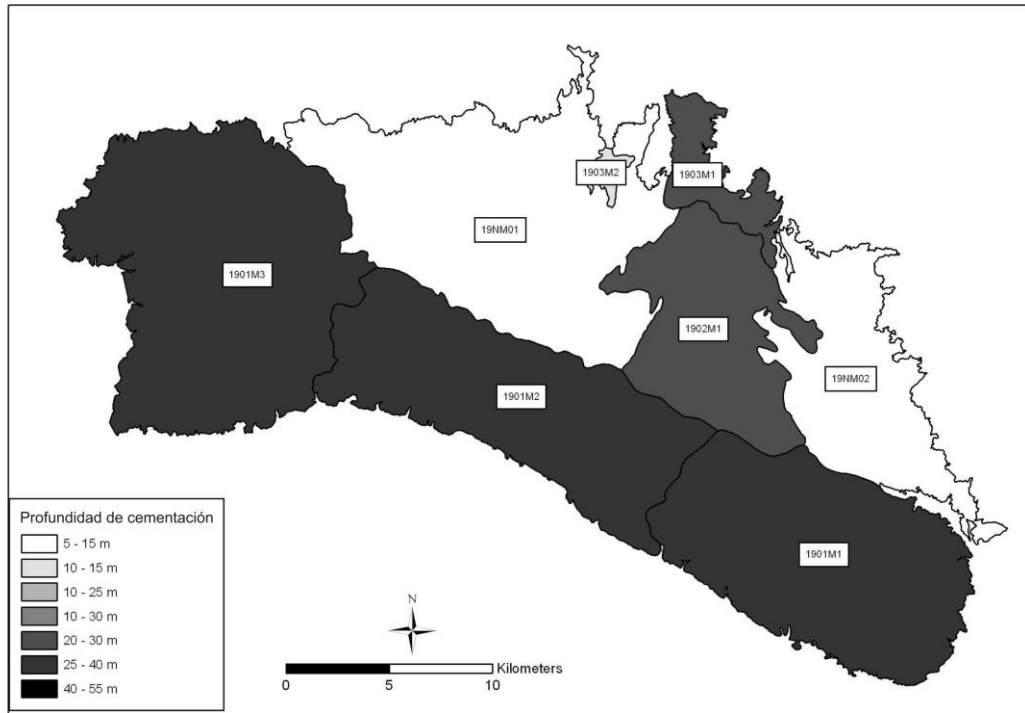 1903M2
1903M1
19NM01
1901M3
1902M1
19NM02
1901M2
1901M1
Profundidad de cementación
5 - 15 m
10 - 15 m
10 - 25 m
10 - 30 m
20 - 30 m
25 - 40 m
40 - 55 m
N
Kilometers
0 5 10